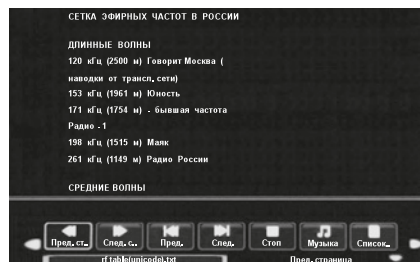 СЕТКА ЭФИРНЫХ ЧАСТОТ В РОССИИ
ДЛИННЫЕ ВОЛНЫ
120 кГц (2500 м) Говорит Москва (
наводки от трансл. сети)
153 кГц (1961 м) Юность
171 кГц (1754 м) - бывшая частота
Радио - 1
198 кГц (1515 м) Маяк
261 кГц (1149 м) Радио России
СРЕДНИЕ ВОЛНЫ
Пред. ст.. След. с.. Пред. След. Стоп Музыка Список..
rf table(unicode).txt Пред. страница